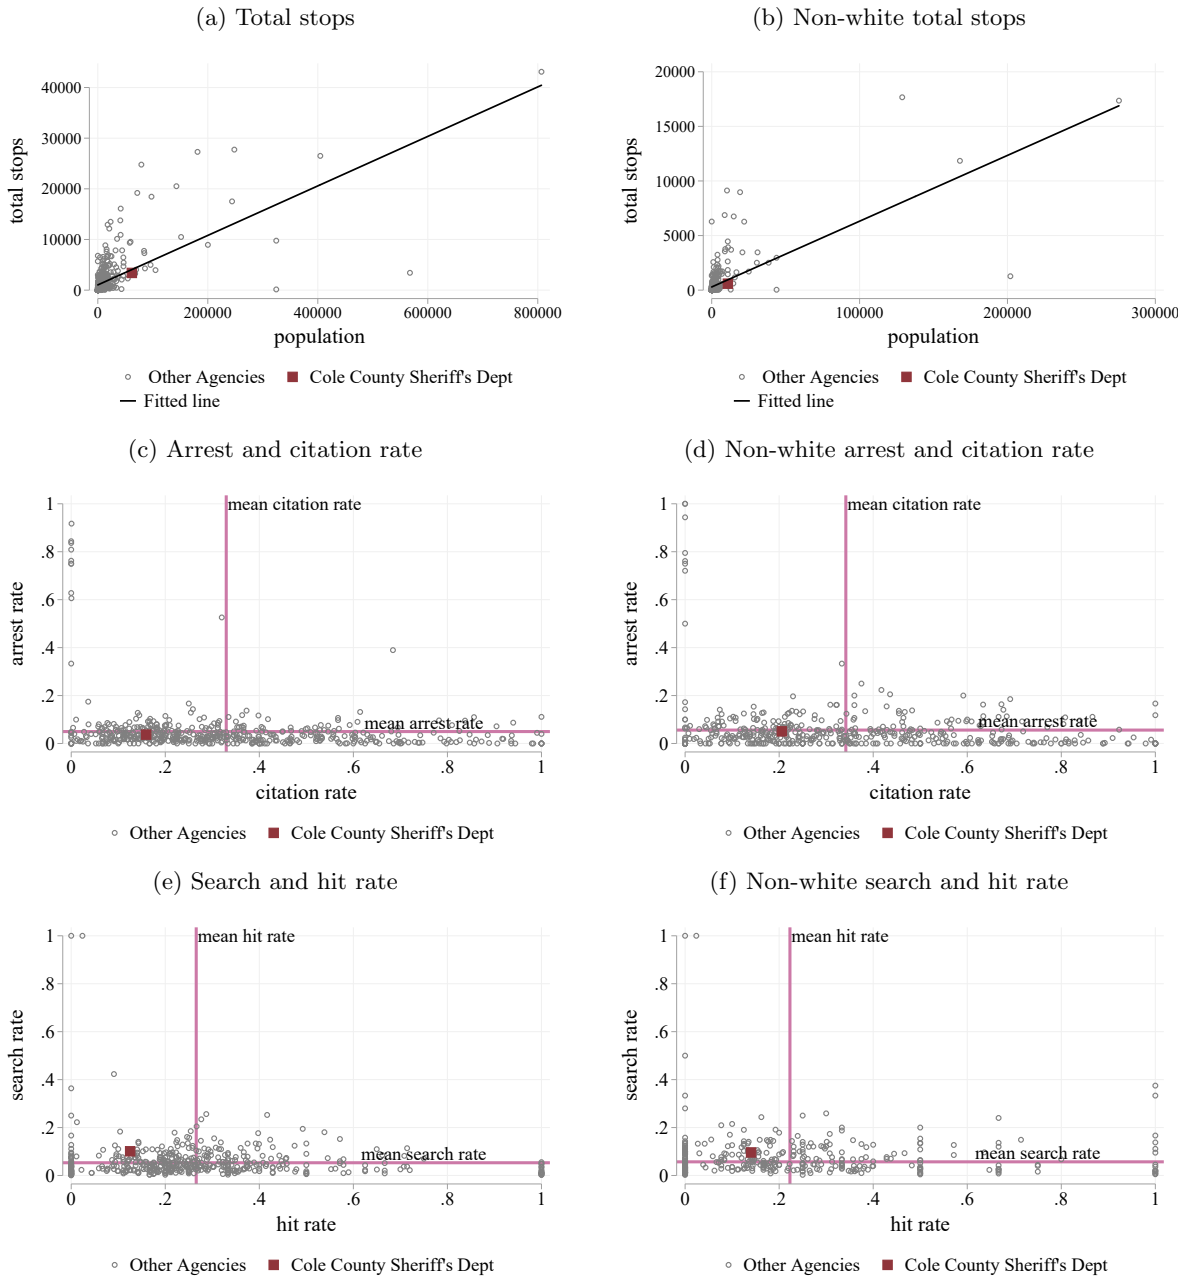 (a) Total stops
40000
30000
20000
10000
0
total stops
0
200000
400000
600000
800000
population
Other Agencies
Cole County Sheriff's Dept
Fitted line
(b) Non-white total stops
20000
15000
10000
5000
0
total stops
0
100000
200000
300000
population
Other Agencies
Cole County Sheriff's Dept
Fitted line
(c) Arrest and citation rate
1
.8
.6
.4
.2
0
arrest rate
mean citation rate
mean arrest rate
0
.2
.4
.6
.8
1
citation rate
Other Agencies
Cole County Sheriff's Dept
(d) Non-white arrest and citation rate
1
.8
.6
.4
.2
0
arrest rate
mean citation rate
mean arrest rate
0
.2
.4
.6
.8
1
citation rate
Other Agencies
Cole County Sheriff's Dept
(e) Search and hit rate
1
.8
.6
.4
.2
0
search rate
mean hit rate
mean search rate
0
.2
.4
.6
.8
1
hit rate
Other Agencies
Cole County Sheriff's Dept
(f) Non-white search and hit rate
1
.8
.6
.4
.2
0
search rate
mean hit rate
mean search rate
0
.2
.4
.6
.8
1
hit rate
Other Agencies
Cole County Sheriff's Dept